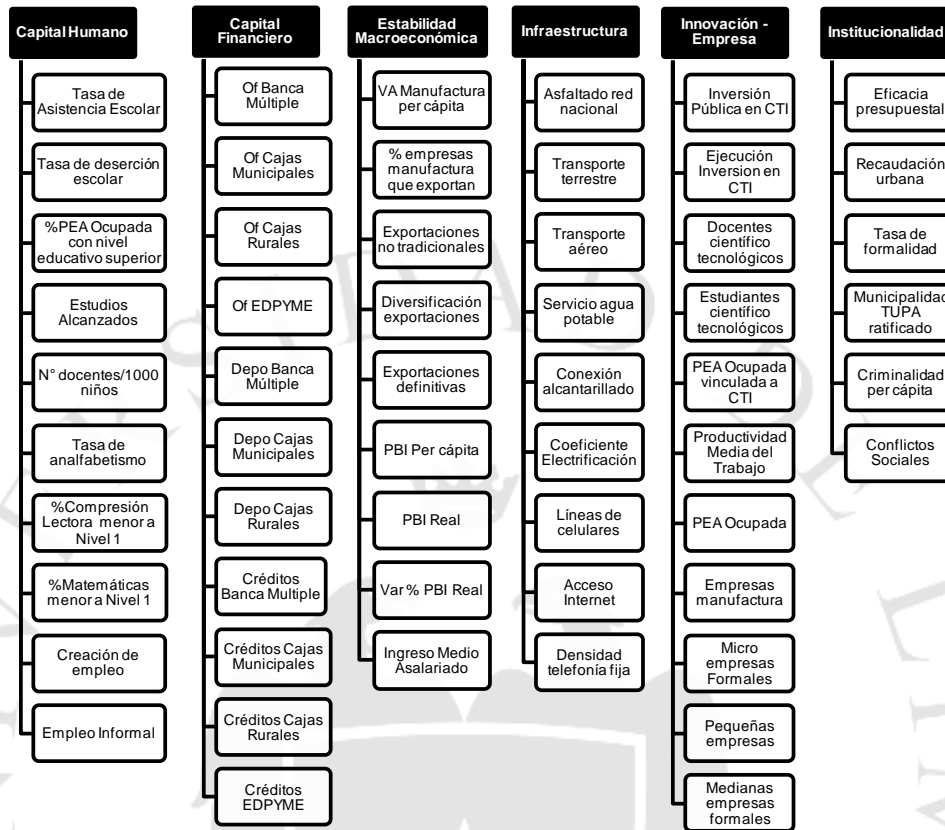 Capital Humano
Tasa de
Asistencia Escolar
Tasa de deserción
escolar
%PEA Ocupada
con nivel
educativo superior
Estudios
Alcanzados
N° docentes/1000
niños
Tasa de
analfabetismo
%Compresión
Lectora menor a
Nivel 1
%Matemáticas
menor a Nivel 1
Creación de
empleo
Empleo Informal
Capital
Financiero
Of Banca
Múltiple
Of Cajas
Municipales
Of Cajas
Rurales
Of EDPYME
Depo Banca
Múltiple
Depo Cajas
Municipales
Depo Cajas
Rurales
Créditos
Banca Multiple
Créditos Cajas
Municipales
Créditos Cajas
Rurales
Créditos
EDPYME
Estabilidad
Macroeconómica
VA Manufactura
per cápita
% empresas
manufactura
que exportan
Exportaciones
no tradicionales
Diversificación
exportaciones
Exportaciones
definitivas
PBI Per cápita
PBI Real
Var % PBI Real
Ingreso Medio
Asalariado
Infraestructura
Asfaltado red
nacional
Transporte
terrestre
Transporte
aéreo
Servicio agua
potable
Conexión
alcantarillado
Coeficiente
Electrificación
Líneas de
celulares
Acceso
Internet
Densidad
telefonía fija
Innovación -
Empresa
Inversión
Pública en CTI
Ejecución
Inversion en
CTI
Docentes
científico
tecnológicos
Estudiantes
científico
tecnológicos
PEA Ocupada
vinculada a
CTI
Productividad
Media del
Trabajo
PEA Ocupada
Empresas
manufactura
Micro
empresas
Formales
Pequeñas
empresas
Medianas
empresas
formales
Institucionalidad
Eficacia
presupuestal
Recaudación
urbana
Tasa de
formalidad
Municipalidad
TUPA
ratificado
Criminalidad
per cápita
Conflictos
Sociales